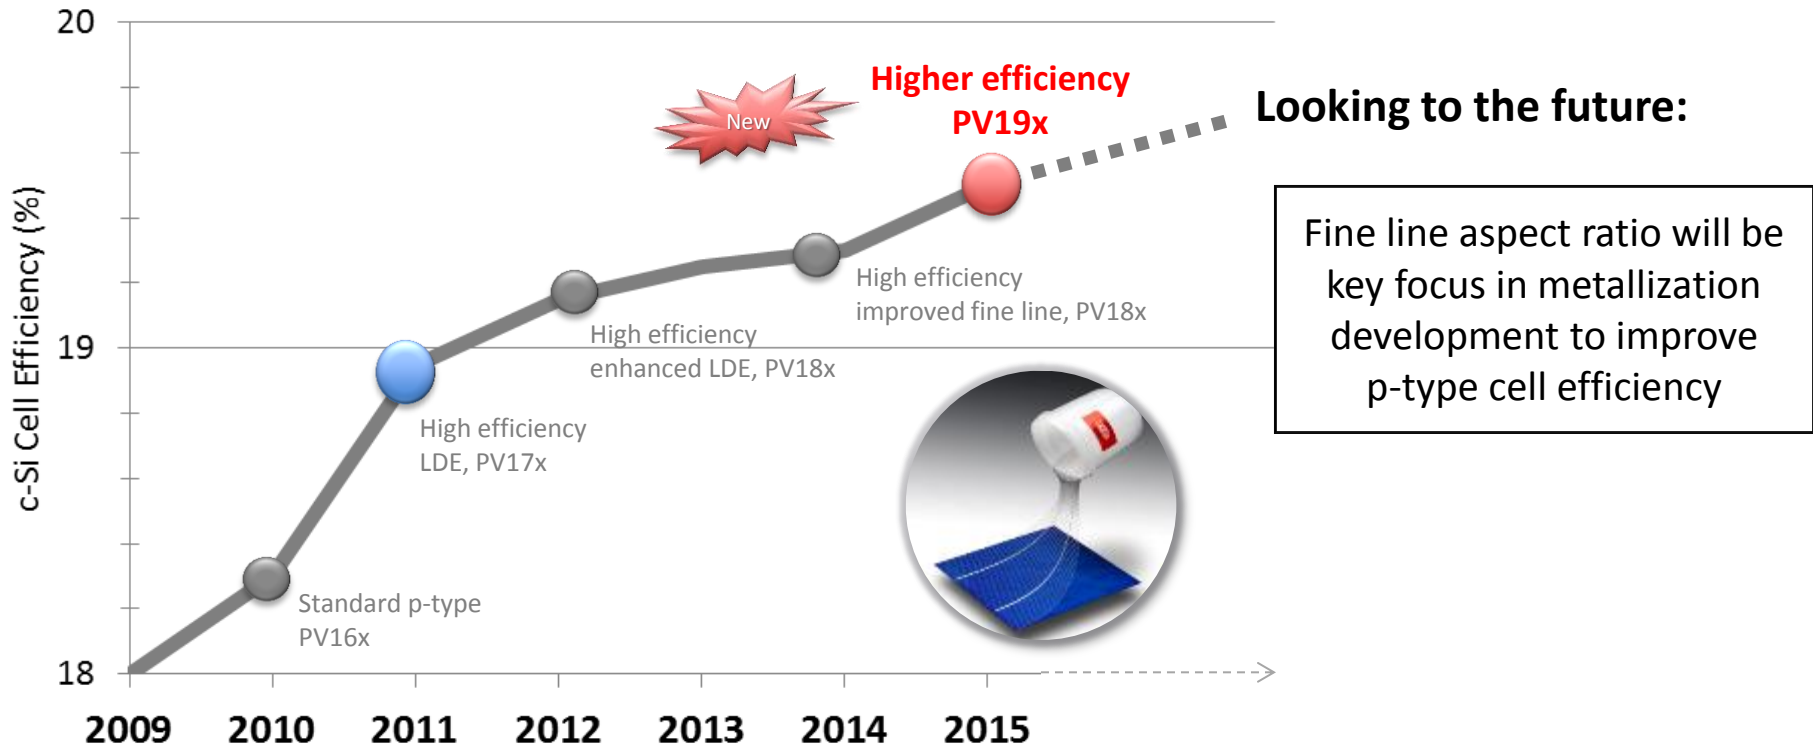 20
Higher efficiency
PV19x
New
Looking to the future:
Fine line aspect ratio will be
key focus in metallization
development to improve
p-type cell efficiency
c-Si Cell Efficiency (%)
High efficiency
improved fine line, PV18x
High efficiency
enhanced LDE, PV18x
19
High efficiency
LDE, PV17x
Standard p-type
PV16x
18
2009 2010 2011 2012 2013 2014 2015